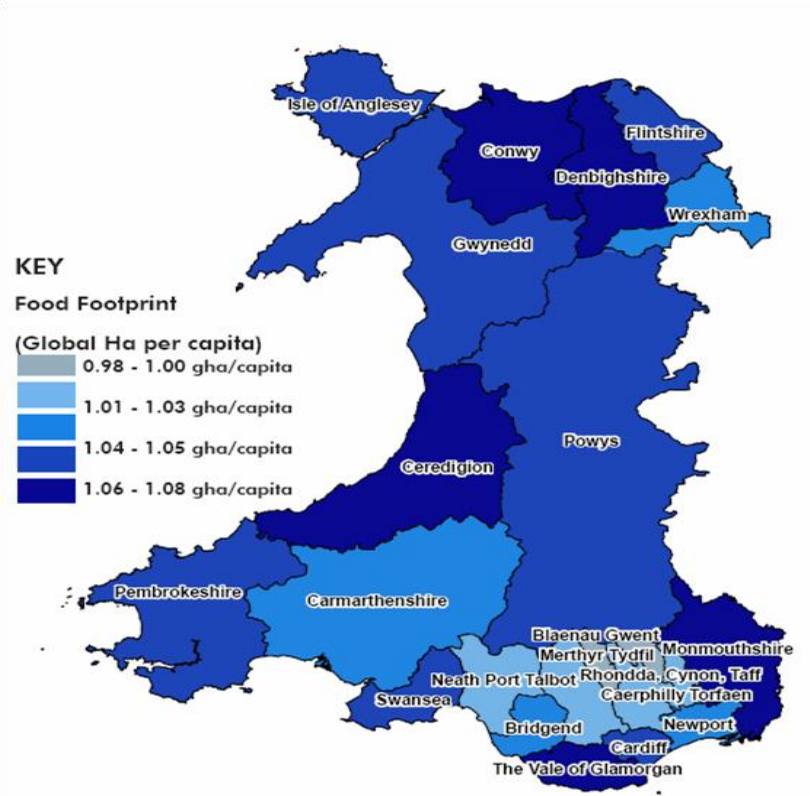 Isle of Anglesey
Flintshire
Conwy
Denbighshire
Wrexham
Gwynedd
KEY
Food Footprint
(Global Ha per capita)
0.98 - 1.00 gha/capita
1.01 - 1.03 gha/capita
1.04 - 1.05 gha/capita
1.06 - 1.08 gha/capita
Powys
Ceredigion
Pembrokeshire
Carmarthenshire
Blaenau Gwent
Merthyr Tydfil
Monmouthshire
Neath Port Talbot
Rhondda, Cynon, Taff
Caerphilly Torfaen
Swansea
Bridgend
Newport
Cardiff
The Vale of Glamorgan